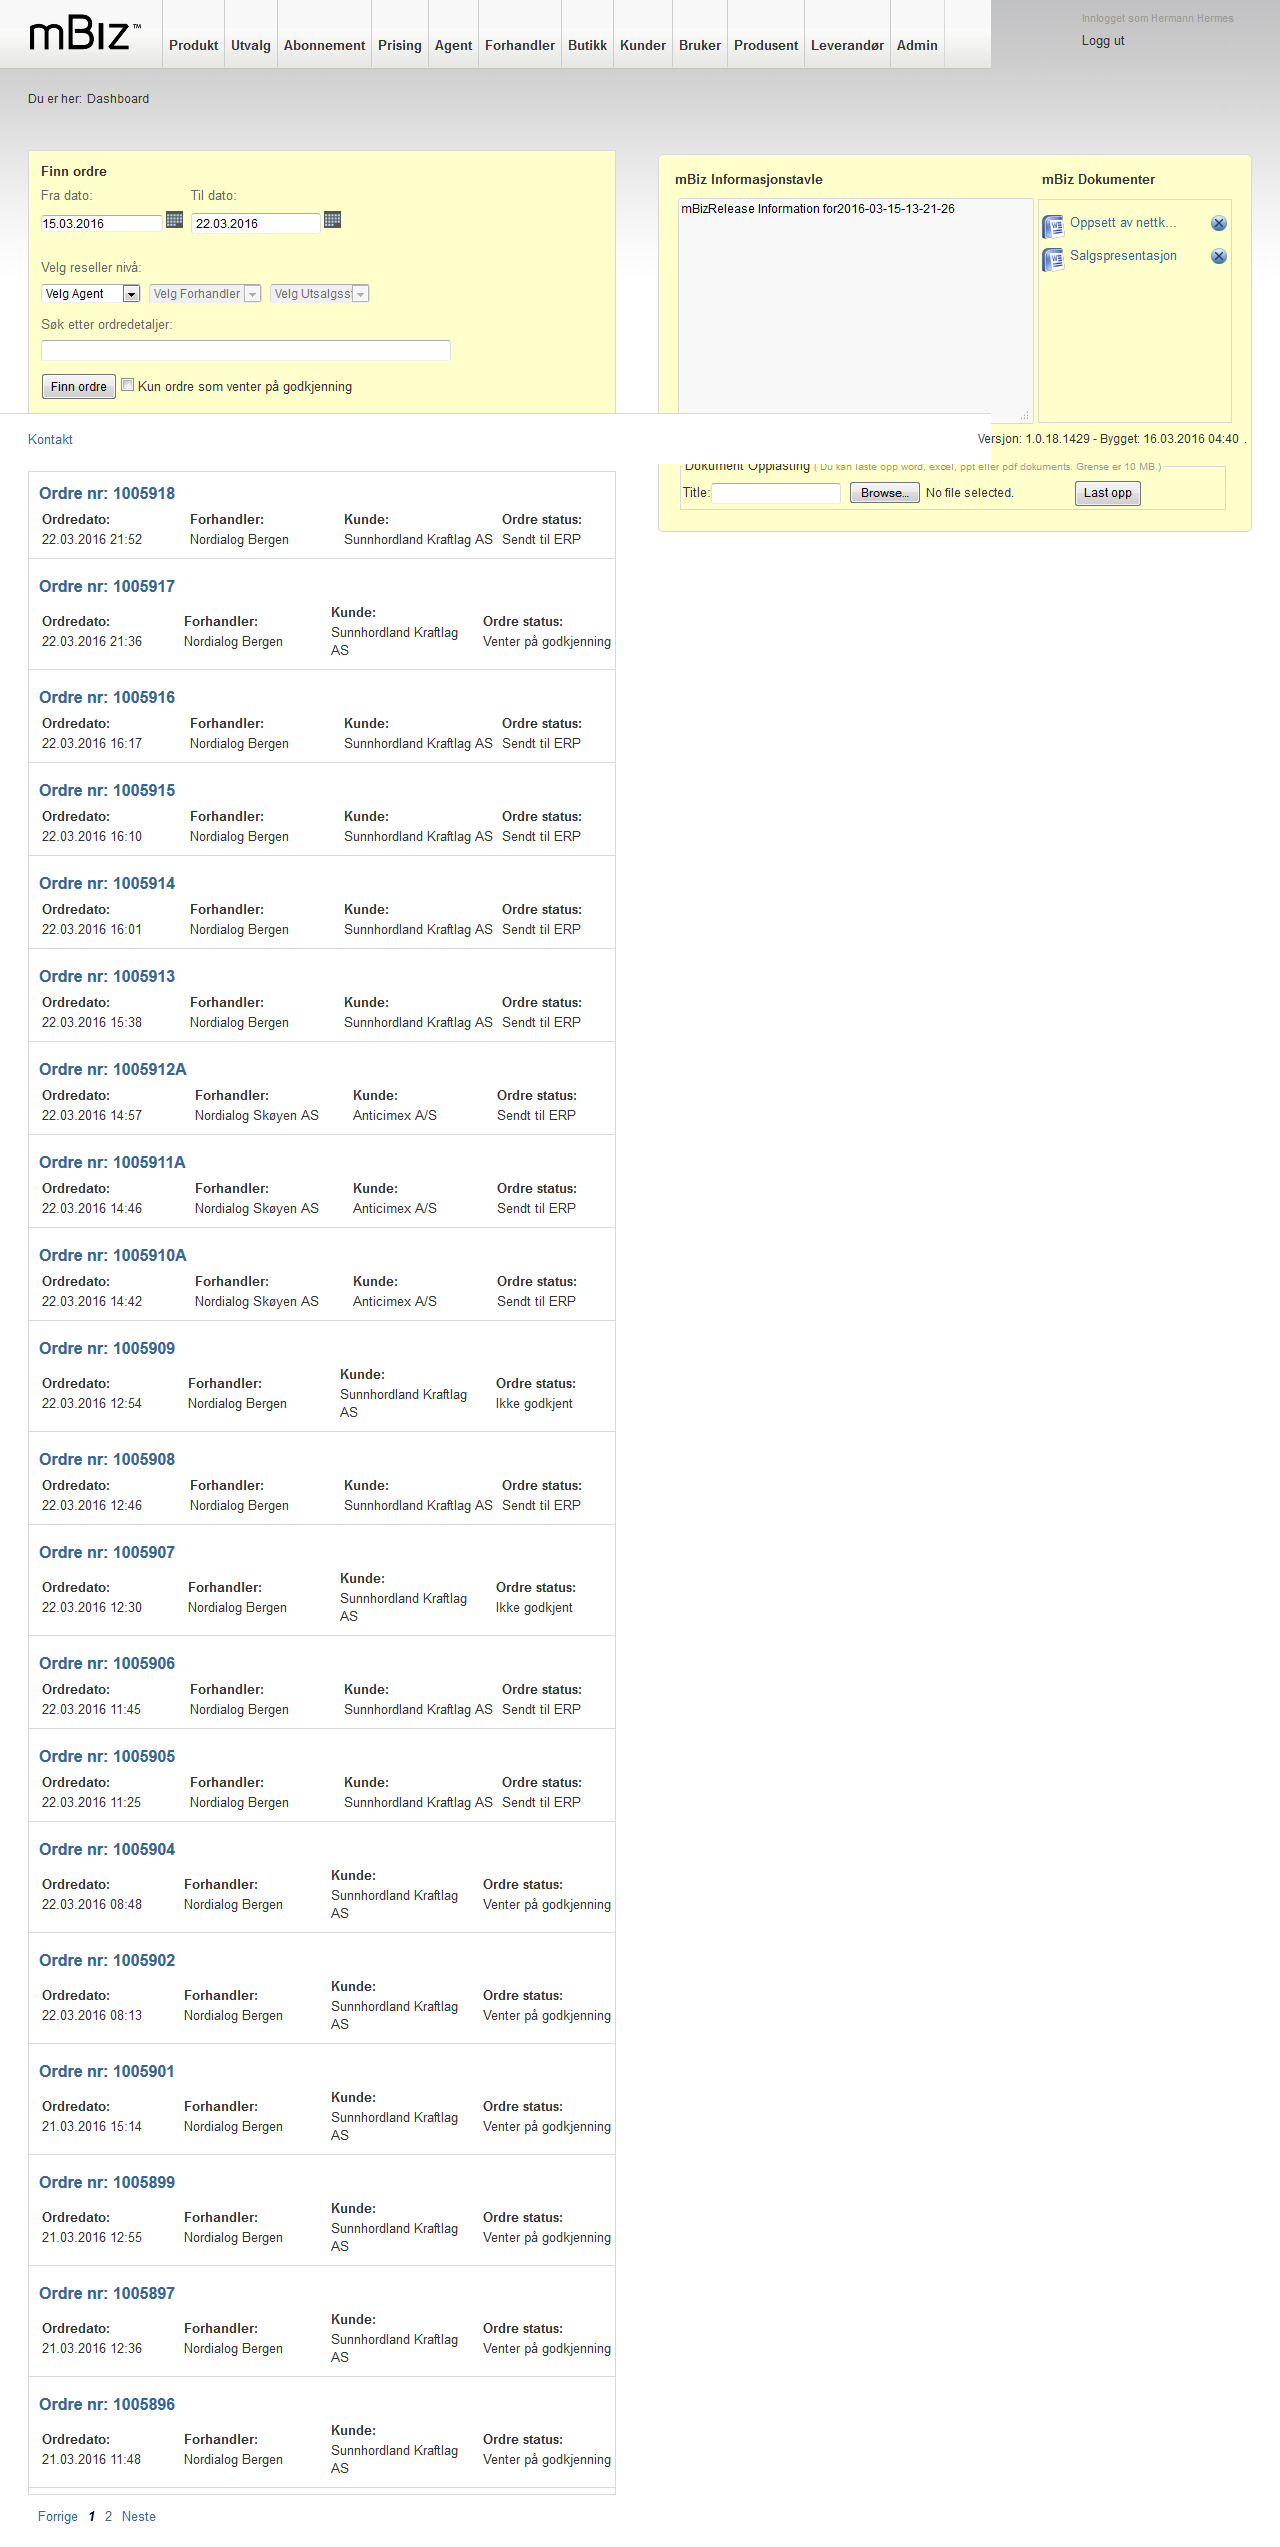 mBiz™
Produkt Utvalg Abonnement Prising Agent Forhandler Butikk Kunder Bruker Produsent Leverandør Admin
Innlogget som Hermann Hermes
Logg ut
Du er her: Dashboard
Finn ordre
Fra dato: Til dato:
15.03.2016 22.03.2016
Velg reseller nivå:
Velg Agent Velg Forhandler Velg Utsalgsst
Søk etter ordredetaljer:
Finn ordre Kun ordre som venter på godkjenning
mBiz Informasjonstavle mBiz Dokumenter
mBizRelease Information for2016-03-15-13-21-26
Oppsett av nettk...
Salgspresentasjon
Kontakt
Versjon: 1.0.18.1429 - Bygget: 16.03.2016 04:40 .
Dokument Opplasting ( Du kan laste opp word, excel, ppt eller pdf dokuments. Grense er 10 MB.)
Title: Browse... No file selected. Last opp
Ordre nr: 1005918
Ordredato: Forhandler: Kunde: Ordre status:
22.03.2016 21:52 Nordialog Bergen Sunnhordland Kraftlag AS Sendt til ERP
Ordre nr: 1005917
Ordredato: Forhandler: Kunde: Ordre status:
22.03.2016 21:36 Nordialog Bergen Sunnhordland Kraftlag Venter på godkjenning
AS
Ordre nr: 1005916
Ordredato: Forhandler: Kunde: Ordre status:
22.03.2016 16:17 Nordialog Bergen Sunnhordland Kraftlag AS Sendt til ERP
Ordre nr: 1005915
Ordredato: Forhandler: Kunde: Ordre status:
22.03.2016 16:10 Nordialog Bergen Sunnhordland Kraftlag AS Sendt til ERP
Ordre nr: 1005914
Ordredato: Forhandler: Kunde: Ordre status:
22.03.2016 16:01 Nordialog Bergen Sunnhordland Kraftlag AS Sendt til ERP
Ordre nr: 1005913
Ordredato: Forhandler: Kunde: Ordre status:
22.03.2016 15:38 Nordialog Bergen Sunnhordland Kraftlag AS Sendt til ERP
Ordre nr: 1005912A
Ordredato: Forhandler: Kunde: Ordre status:
22.03.2016 14:57 Nordialog Skøyen AS Anticimex A/S Sendt til ERP
Ordre nr: 1005911A
Ordredato: Forhandler: Kunde: Ordre status:
22.03.2016 14:46 Nordialog Skøyen AS Anticimex A/S Sendt til ERP
Ordre nr: 1005910A
Ordredato: Forhandler: Kunde: Ordre status:
22.03.2016 14:42 Nordialog Skøyen AS Anticimex A/S Sendt til ERP
Ordre nr: 1005909
Ordredato: Forhandler: Kunde: Ordre status:
22.03.2016 12:54 Nordialog Bergen Sunnhordland Kraftlag Ikke godkjent
AS
Ordre nr: 1005908
Ordredato: Forhandler: Kunde: Ordre status:
22.03.2016 12:46 Nordialog Bergen Sunnhordland Kraftlag AS Sendt til ERP
Ordre nr: 1005907
Ordredato: Forhandler: Kunde: Ordre status:
22.03.2016 12:30 Nordialog Bergen Sunnhordland Kraftlag Ikke godkjent
AS
Ordre nr: 1005906
Ordredato: Forhandler: Kunde: Ordre status:
22.03.2016 11:45 Nordialog Bergen Sunnhordland Kraftlag AS Sendt til ERP
Ordre nr: 1005905
Ordredato: Forhandler: Kunde: Ordre status:
22.03.2016 11:25 Nordialog Bergen Sunnhordland Kraftlag AS Sendt til ERP
Ordre nr: 1005904
Ordredato: Forhandler: Kunde: Ordre status:
22.03.2016 08:48 Nordialog Bergen Sunnhordland Kraftlag Venter på godkjenning
AS
Ordre nr: 1005902
Ordredato: Forhandler: Kunde: Ordre status:
22.03.2016 08:13 Nordialog Bergen Sunnhordland Kraftlag Venter på godkjenning
AS
Ordre nr: 1005901
Ordredato: Forhandler: Kunde: Ordre status:
21.03.2016 15:14 Nordialog Bergen Sunnhordland Kraftlag Venter på godkjenning
AS
Ordre nr: 1005899
Ordredato: Forhandler: Kunde: Ordre status:
21.03.2016 12:55 Nordialog Bergen Sunnhordland Kraftlag Venter på godkjenning
AS
Ordre nr: 1005897
Ordredato: Forhandler: Kunde: Ordre status:
21.03.2016 12:36 Nordialog Bergen Sunnhordland Kraftlag Venter på godkjenning
AS
Ordre nr: 1005896
Ordredato: Forhandler: Kunde: Ordre status:
21.03.2016 11:48 Nordialog Bergen Sunnhordland Kraftlag Venter på godkjenning
AS
Forrige 1 2 Neste